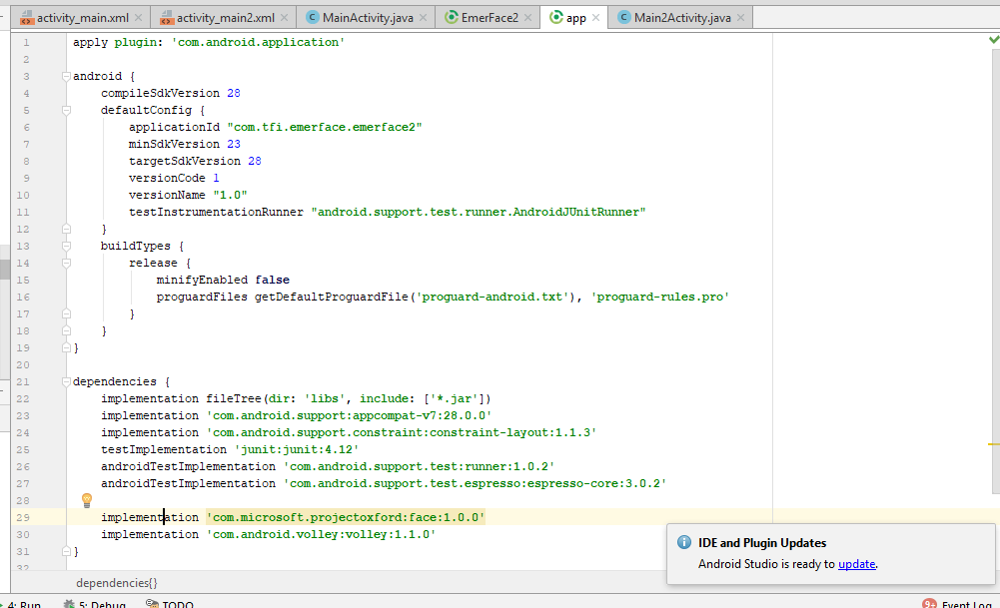 activity_main.xml activity_main2.xml MainActivity.java EmerFace2 app Main2Activity.java
1 apply plugin: 'com.android.application'
2
3 android {
4 compileSdkVersion 28
5 defaultConfig {
6 applicationId "com.tfi.emerface.emerface2"
7 minSdkVersion 23
8 targetSdkVersion 28
9 versionCode 1
10 versionName "1.0"
11 testInstrumentationRunner "android.support.test.runner.AndroidJUnitRunner"
12 }
13 buildTypes {
14 release {
15 minifyEnabled false
16 proguardFiles getDefaultProguardFile('proguard-android.txt'), 'proguard-rules.pro'
17 }
18 }
19 }
20
21 dependencies {
22 implementation fileTree(dir: 'libs', include: ['*.jar'])
23 implementation 'com.android.support:appcompat-v7:28.0.0'
24 implementation 'com.android.support.constraint:constraint-layout:1.1.3'
25 testImplementation 'junit:junit:4.12'
26 androidTestImplementation 'com.android.support.test:runner:1.0.2'
27 androidTestImplementation 'com.android.support.test.espresso:espresso-core:3.0.2'
28
29 implementation 'com.microsoft.projectoxford:face:1.0.0'
30 implementation 'com.android.volley:volley:1.1.0'
31 }
32
IDE and Plugin Updates
Android Studio is ready to update.
dependencies{}
4: Run 5: Debug TODO 9+ Event Log